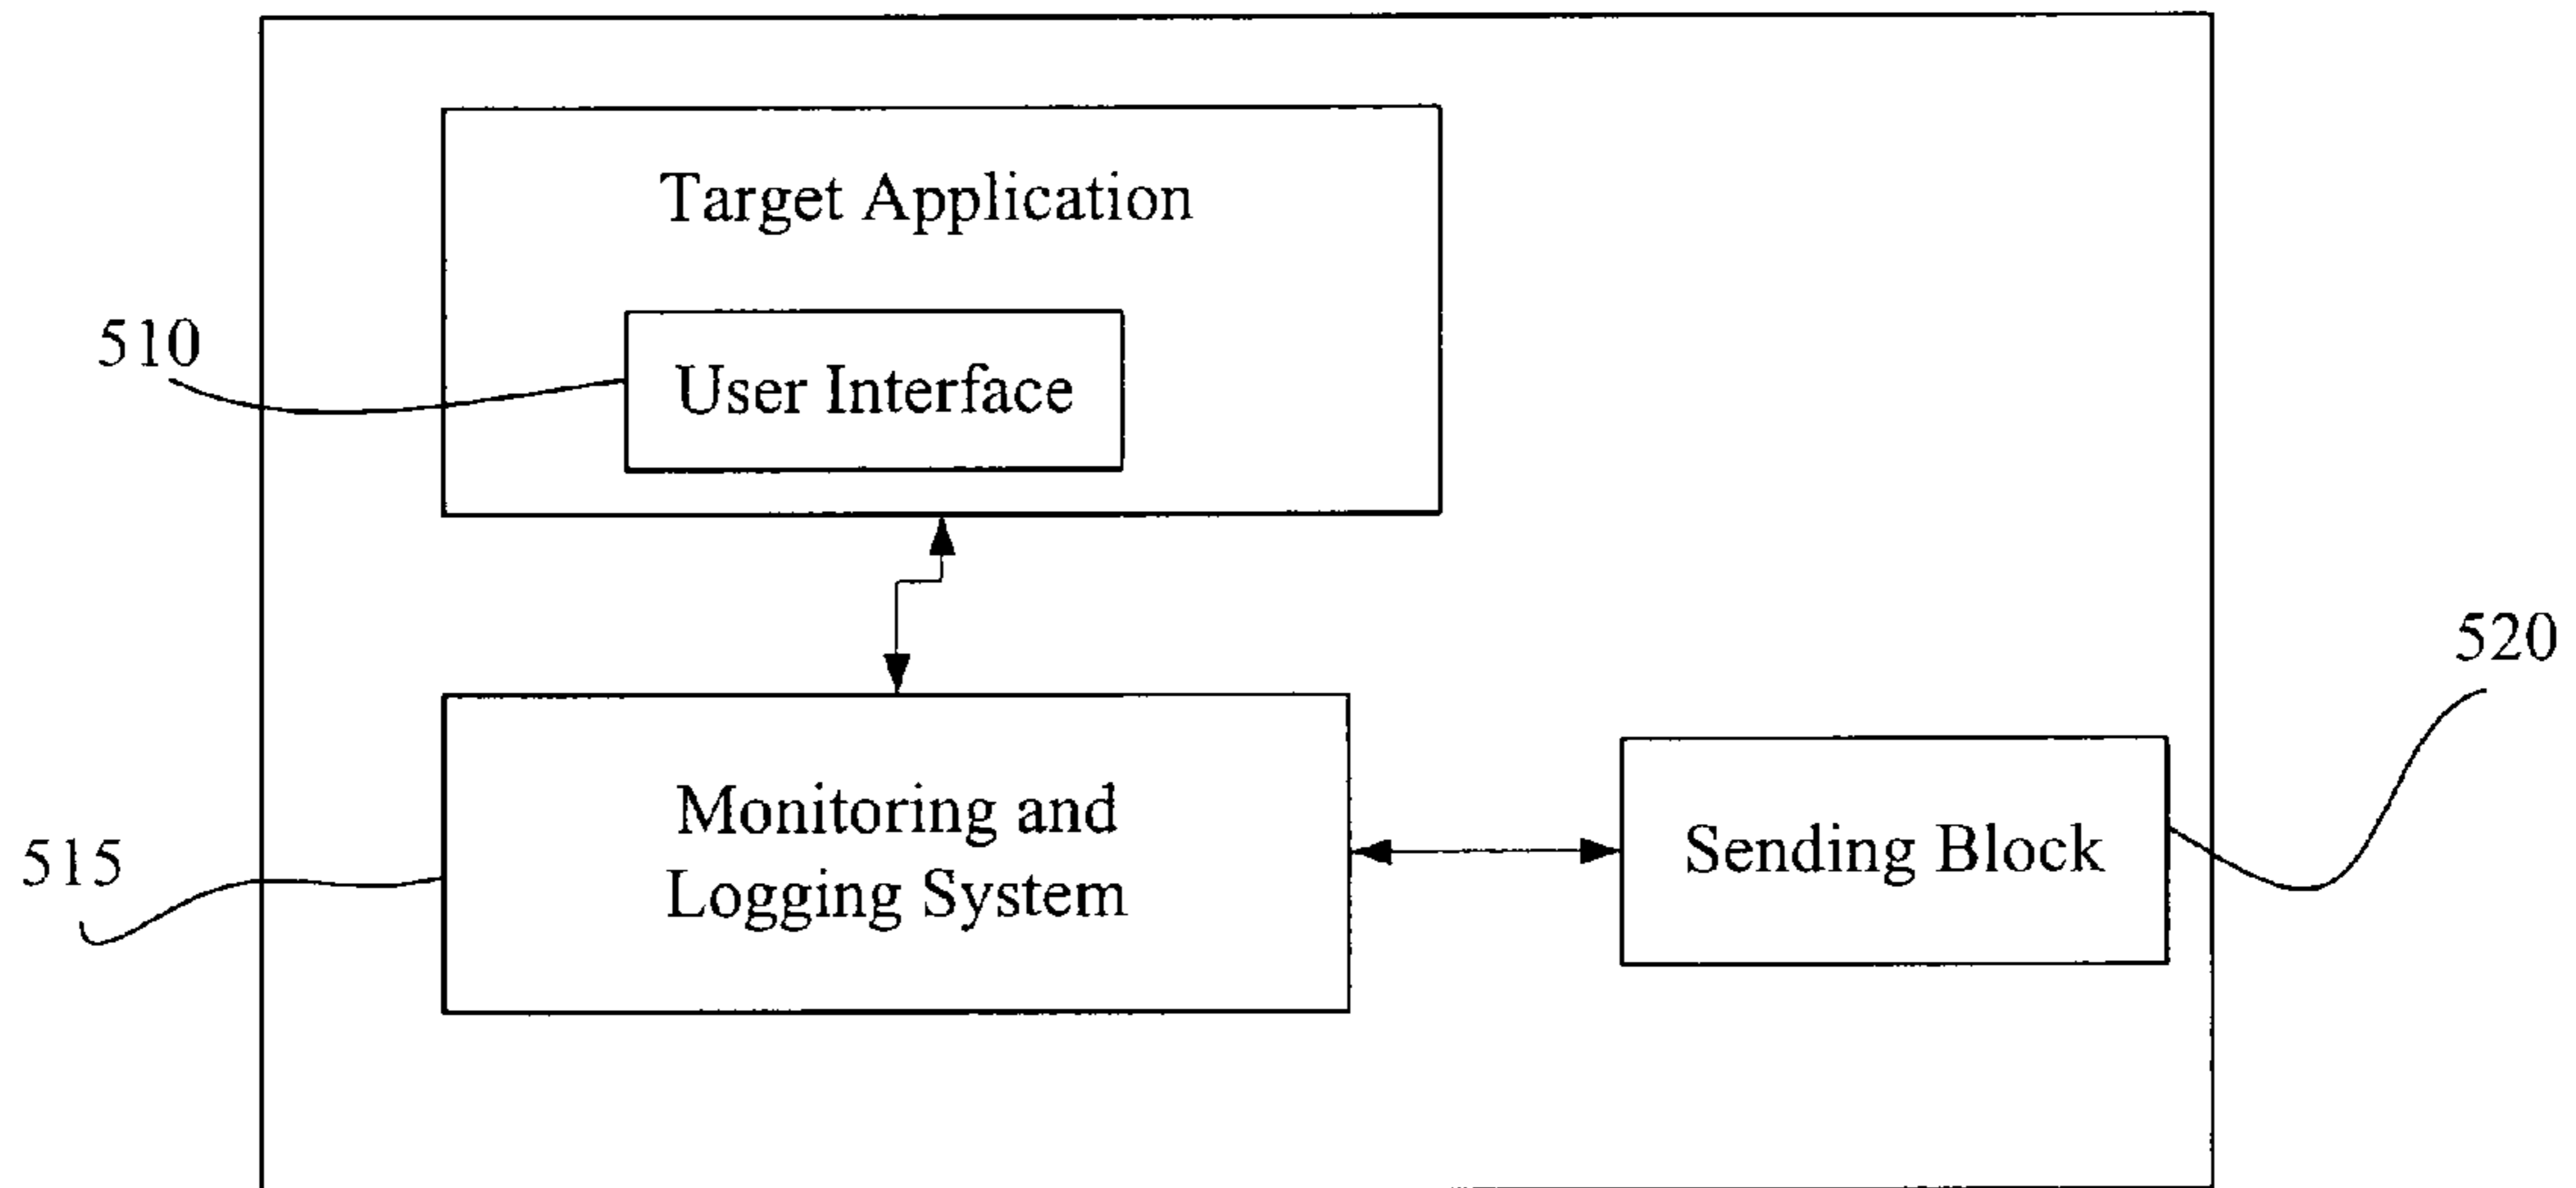 Target Application
510
User Interface
520
Monitoring and
Logging System
515
Sending Block